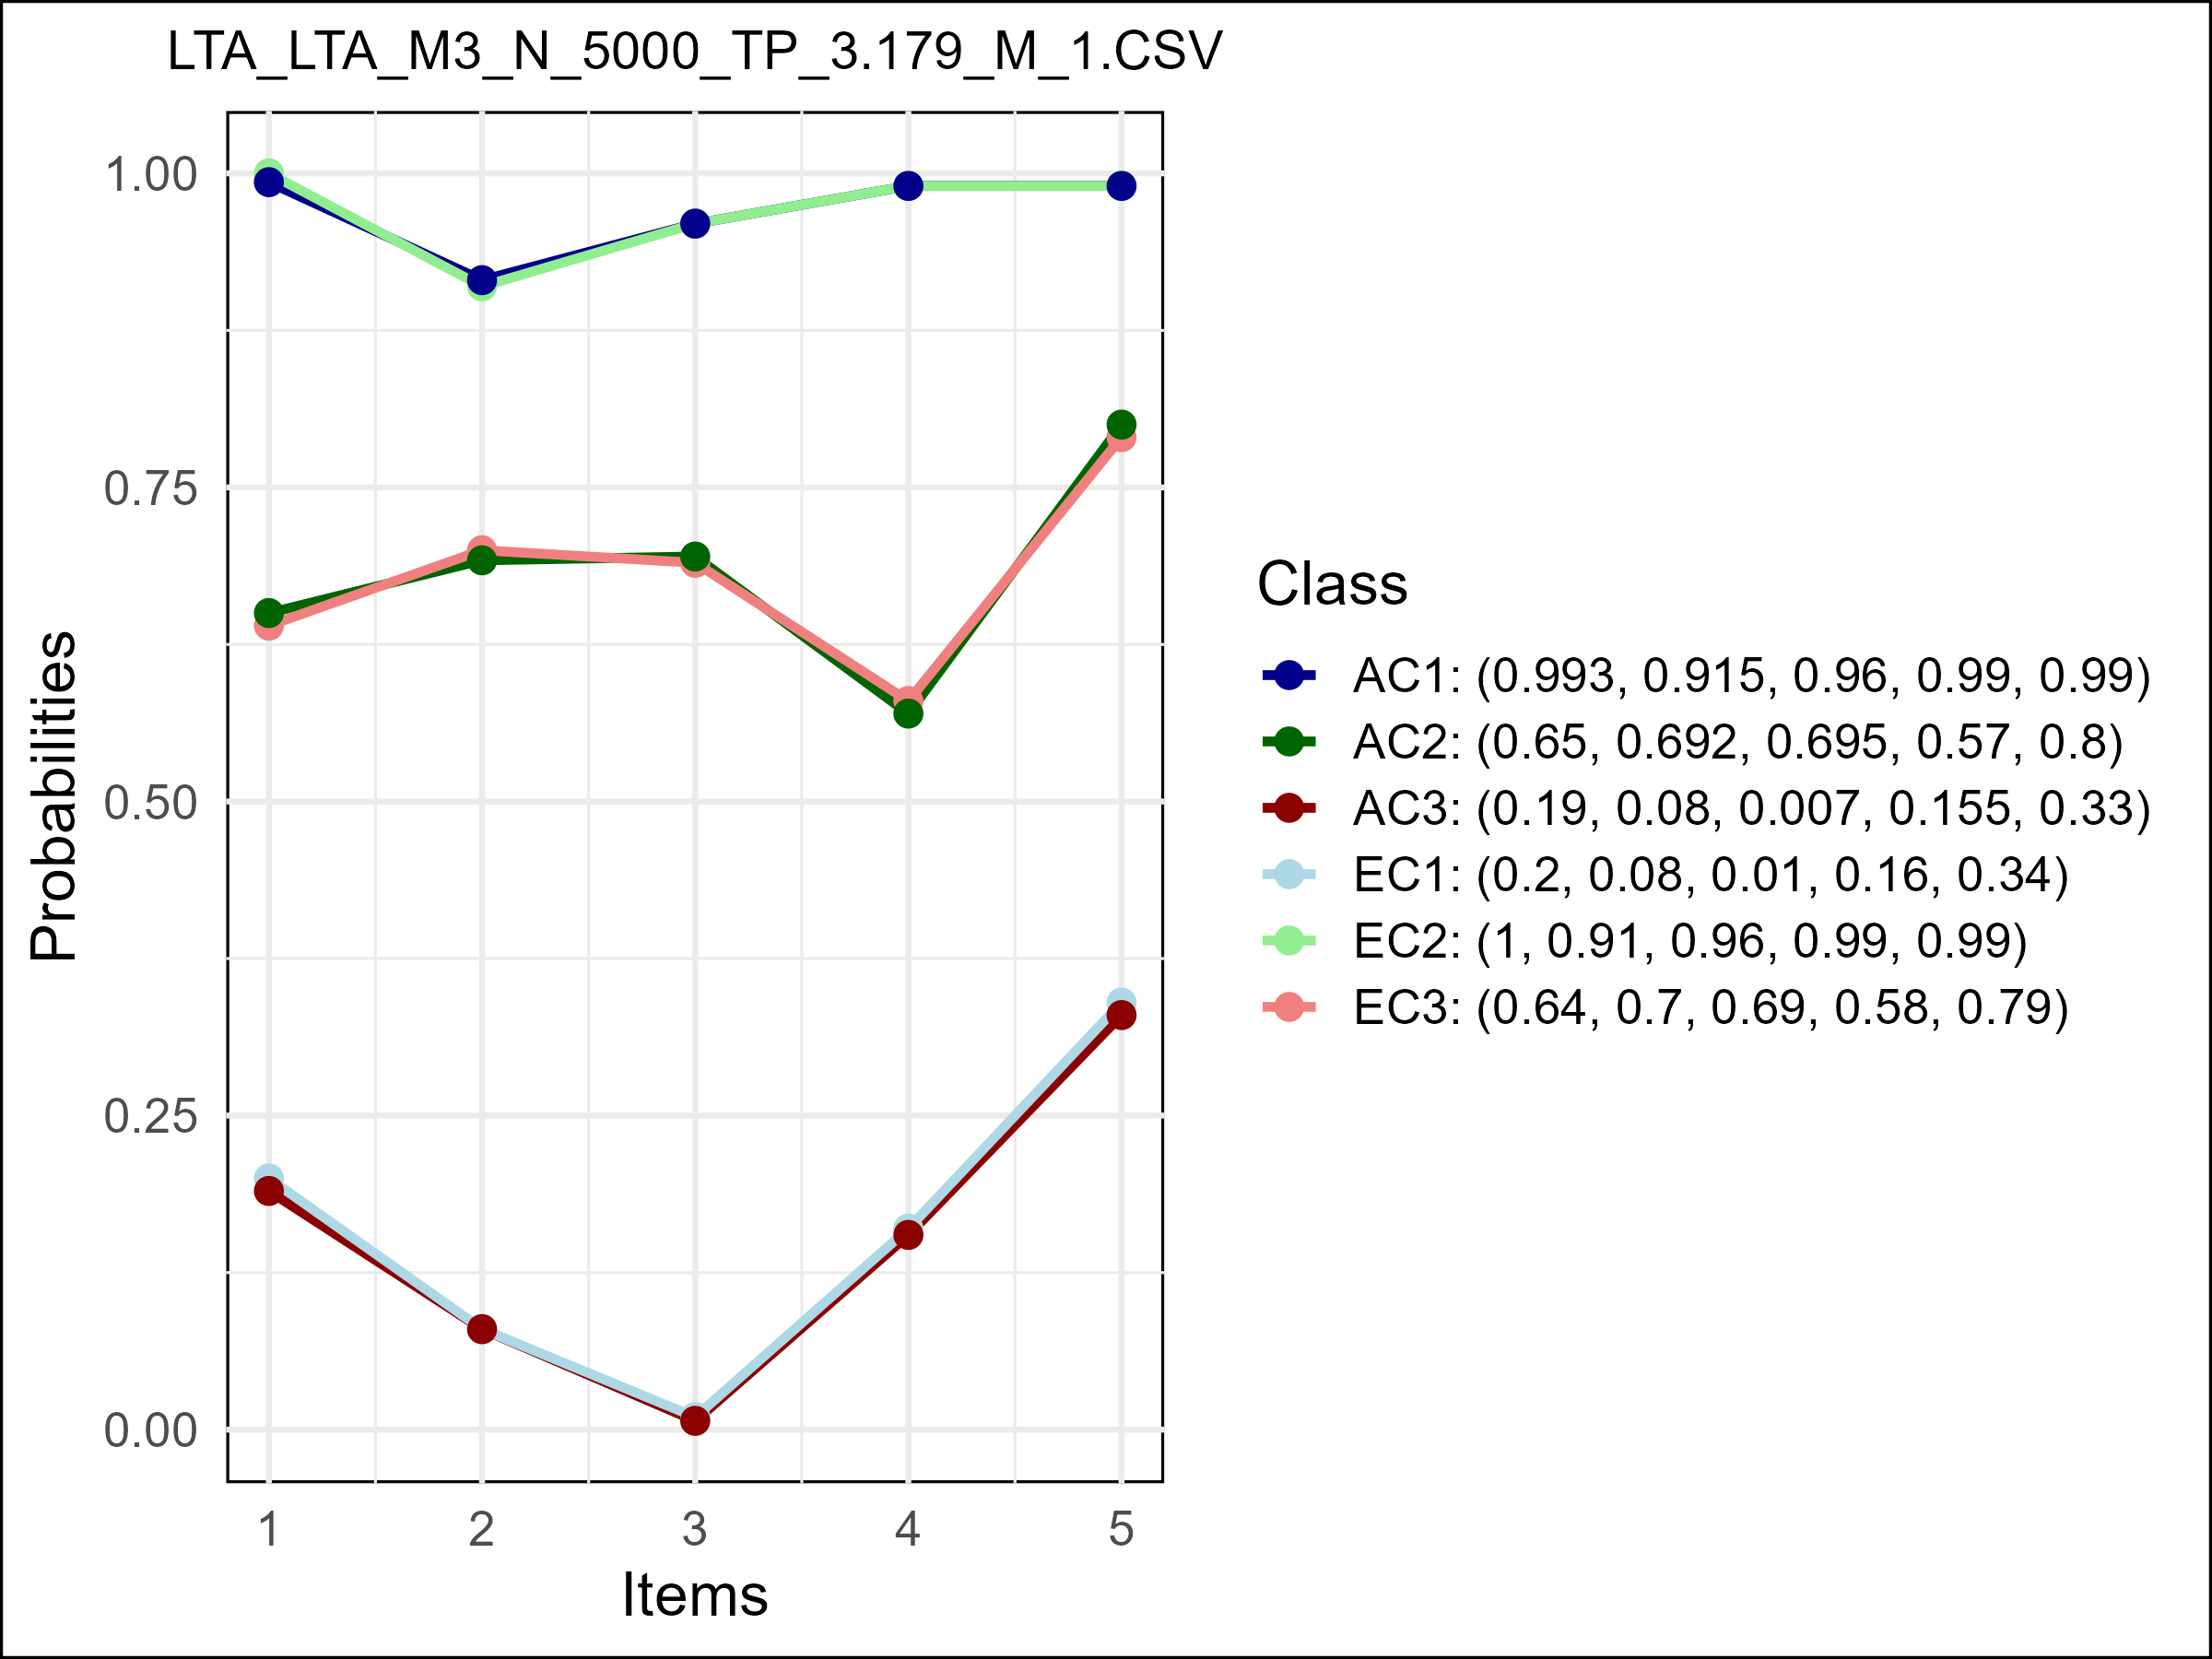 LTA_LTA_M3_N_5000_TP_3.179_M_1.CSV
1.00
0.75
0.50
0.25
0.00
Probabilities
1 2 3 4 5
Items
Class
AC1: (0.993, 0.915, 0.96, 0.99, 0.99)
AC2: (0.65, 0.692, 0.695, 0.57, 0.8)
AC3: (0.19, 0.08, 0.007, 0.155, 0.33)
EC1: (0.2, 0.08, 0.01, 0.16, 0.34)
EC2: (1, 0.91, 0.96, 0.99, 0.99)
EC3: (0.64, 0.7, 0.69, 0.58, 0.79)